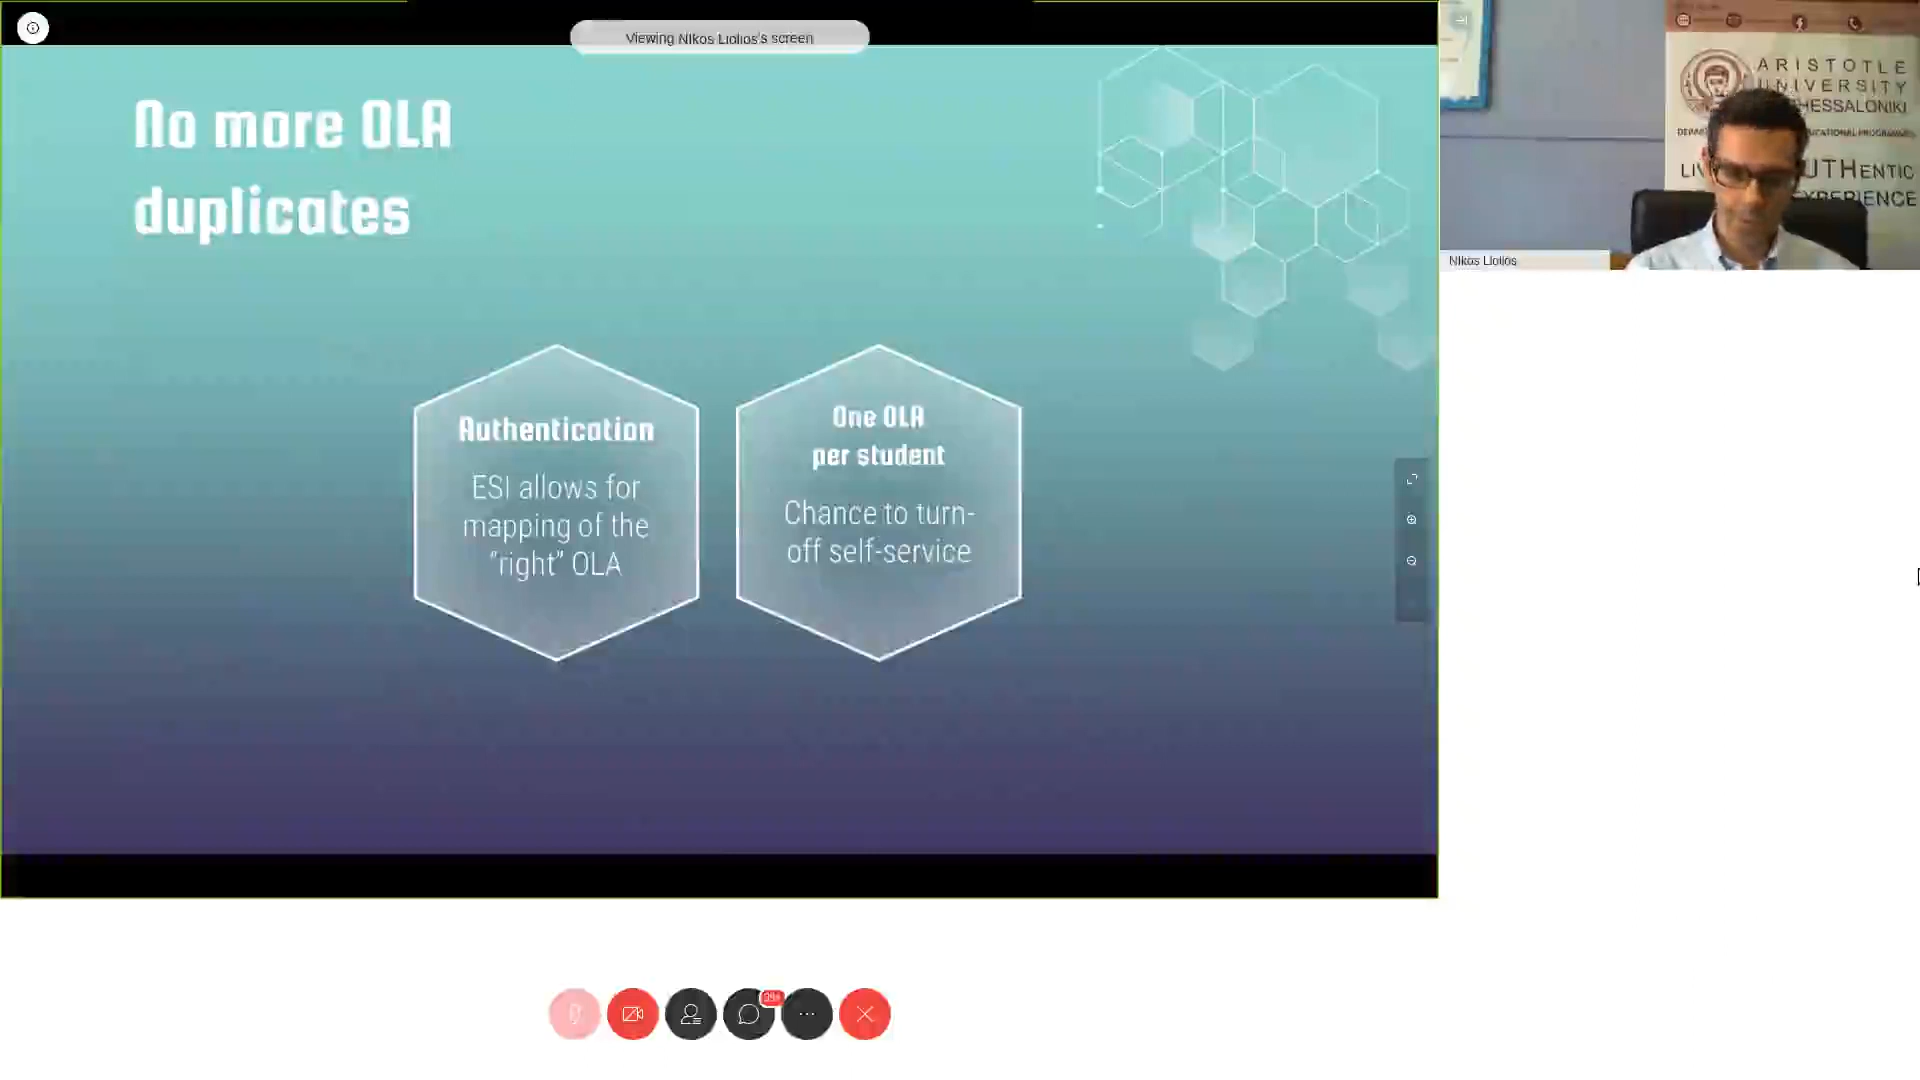 Viewing Nikos Liolios's screen
No more OLA
duplicates
Authentication
ESI allows for
mapping of the
“right” OLA
One OLA
per student
Chance to turn-
off self-service
ARISTOTLE
UNIVERSITY
THESSALONIKI
EXPERIENCE
Nikos Liolios
99+